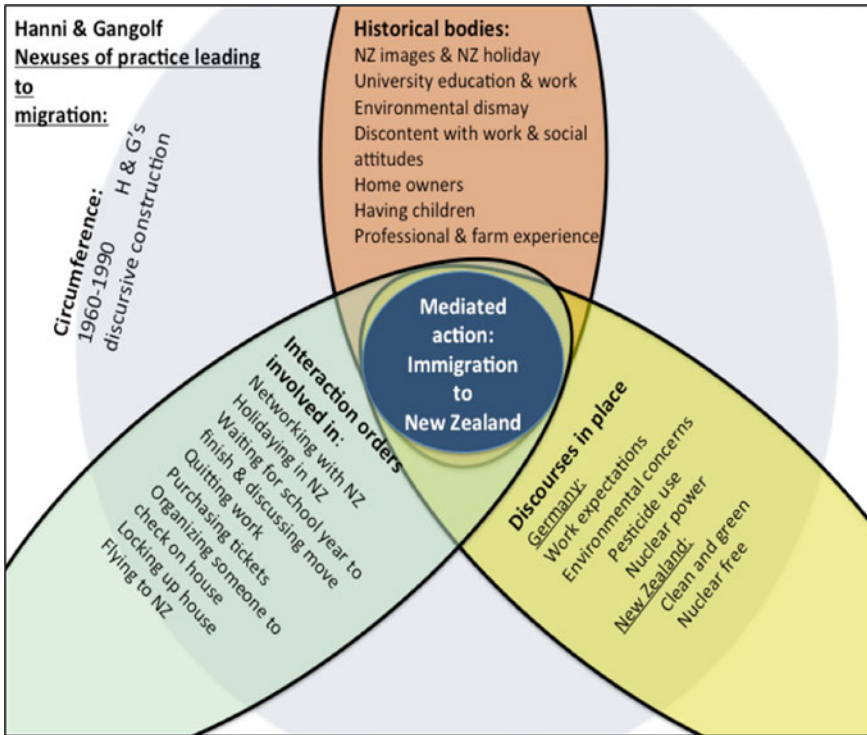 Hanni & Gangolf
Nexuses of practice leading
to
migration:
Circumference:
1960-1990 H & G's
discursive construction
Historical bodies:
NZ images & NZ holiday
University education & work
Environmental dismay
Discontent with work & social
attitudes
Home owners
Having children
Professional & farm experience
Mediated
action:
Immigration
to
New Zealand
Interaction orders
involved in:
Networking with NZ
Holidaying in NZ
Waiting for school year to
finish & discussing move
Quitting work
Purchasing tickets
Organizing someone to
check on house
Locking up house
Flying to NZ
Discourses in place
Germany:
Work expectations
Environmental concerns
Pesticide use
Nuclear power
New Zealand:
Clean and green
Nuclear free